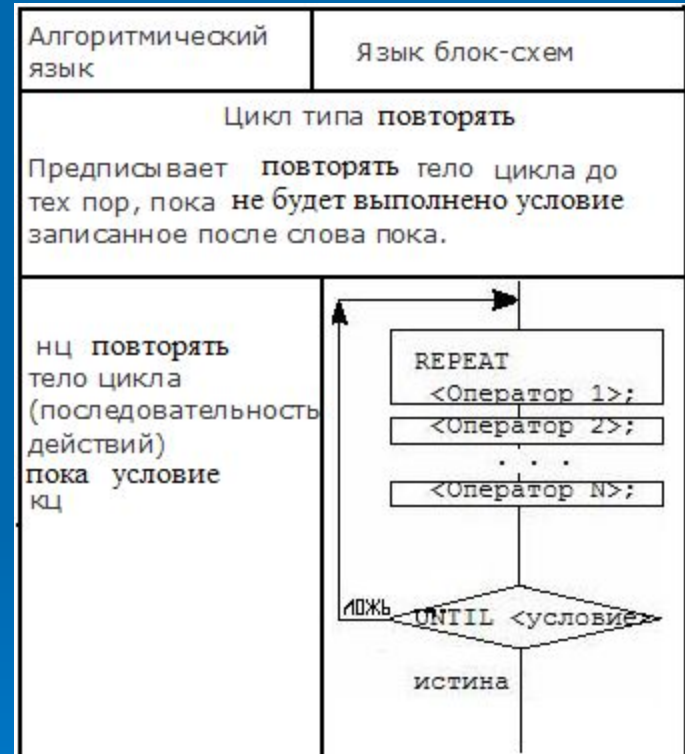 Алгоритмический
язык
Язык блок-схем
Цикл типа повторять
Предписывает повторять тело цикла до
тех пор, пока не будет выполнено условие
записанное после слова пока.
нц повторять
тело цикла
(последовательность
действий)
пока условие
кц
REPEAT
<Оператор 1>;
<Оператор 2>;
. . .
<Оператор N>;
ложь
UNTIL <условие>
истина